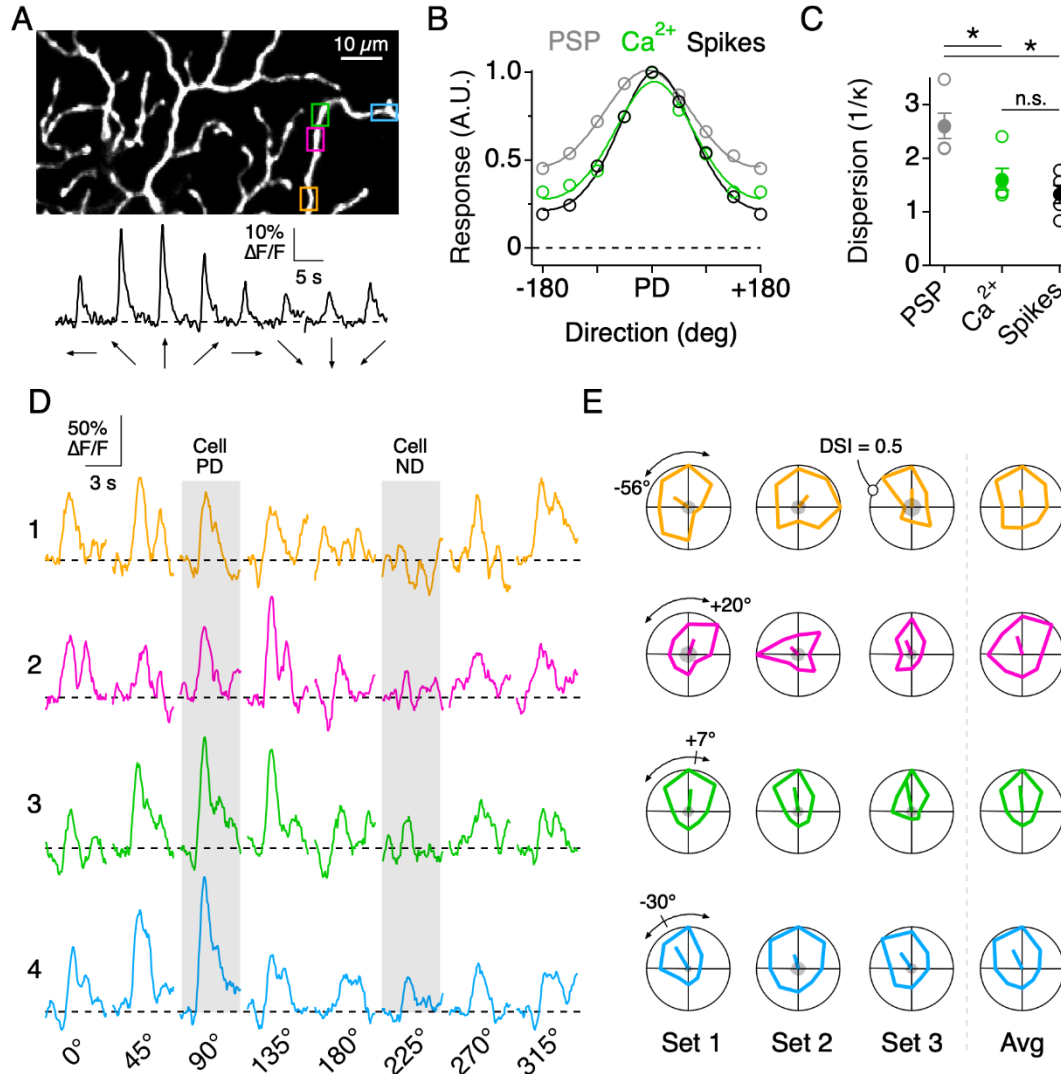 A
10 µm
10%
ΔF/F
5 s
B
PSP Ca²⁺ Spikes
Response (A.U.)
1.0
0.5
0
-180 PD +180
Direction (deg)
C
*
*
n.s.
Dispersion (1/κ)
3
2
1
0
PSP
Ca²⁺
Spikes
D
50%
ΔF/F
3 s
Cell
PD
Cell
ND
1
2
3
4
0° 45° 90° 135° 180° 225° 270° 315°
E
DSI = 0.5
-56°
+20°
+7°
-30°
Set 1 Set 2 Set 3 Avg